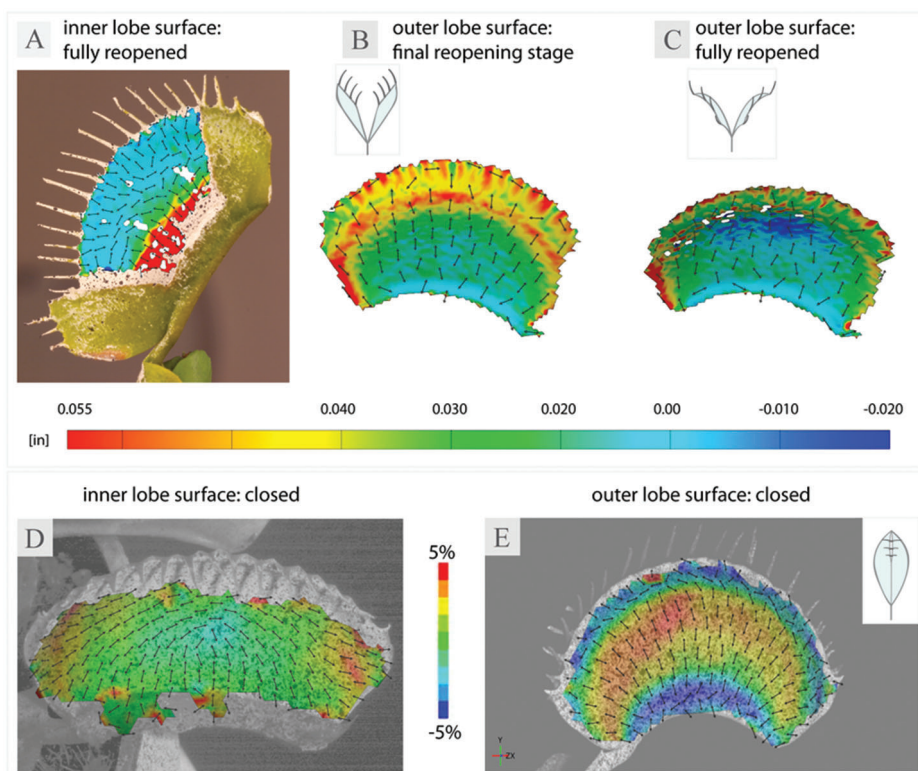 A
inner lobe surface:
fully reopened
B
outer lobe surface:
final reopening stage
C
outer lobe surface:
fully reopened
0.055
0.040
0.030
0.020
0.00
-0.010
-0.020
[in]
inner lobe surface: closed
outer lobe surface: closed
D
5%
-5%
E
Y
ZX